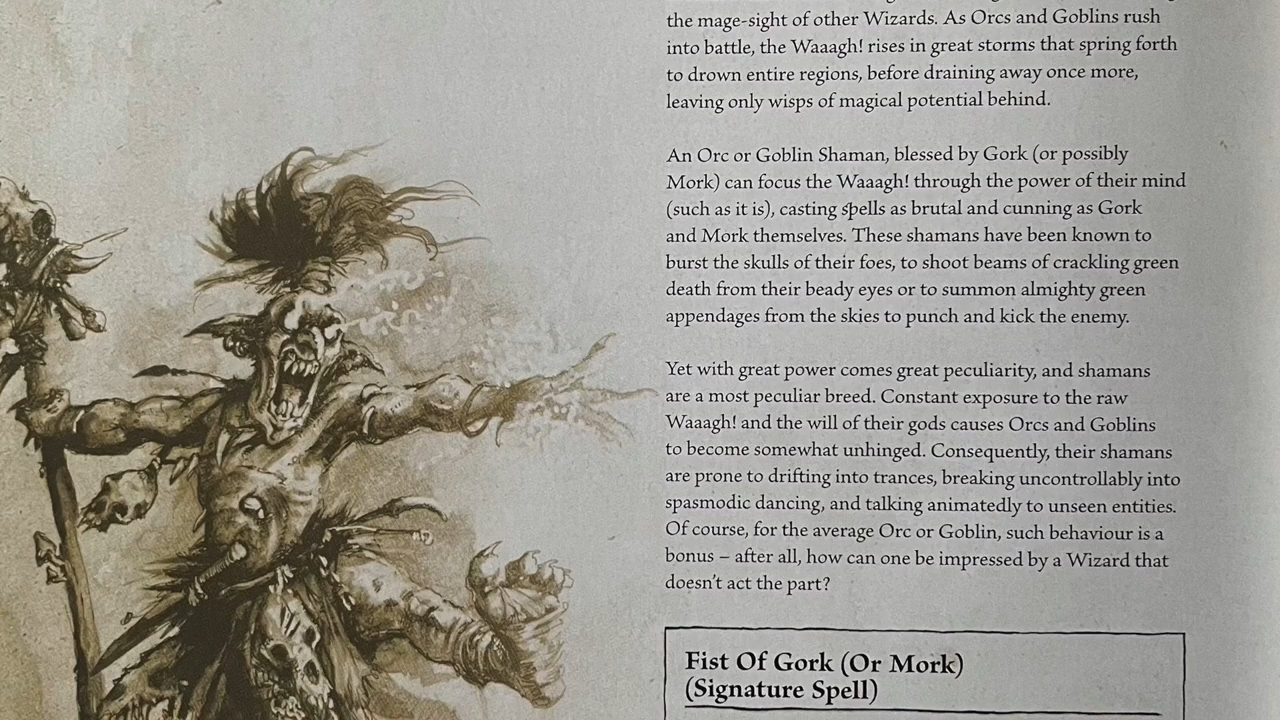 the mage-sight of other Wizards. As Orcs and Goblins rush
into battle, the Waaagh! rises in great storms that spring forth
to drown entire regions, before draining away once more,
leaving only wisps of magical potential behind.
An Orc or Goblin Shaman, blessed by Gork (or possibly
Mork) can focus the Waaagh! through the power of their mind
(such as it is), casting spells as brutal and cunning as Gork
and Mork themselves. These shamans have been known to
burst the skulls of their foes, to shoot beams of crackling green
death from their beady eyes or to summon almighty green
appendages from the skies to punch and kick the enemy.
Yet with great power comes great peculiarity, and shamans
are a most peculiar breed. Constant exposure to the raw
Waaagh! and the will of their gods causes Orcs and Goblins
to become somewhat unhinged. Consequently, their shamans
are prone to drifting into trances, breaking uncontrollably into
spasmodic dancing, and talking animatedly to unseen entities.
Of course, for the average Orc or Goblin, such behaviour is a
bonus – after all, how can one be impressed by a Wizard that
doesn't act the part?
Fist Of Gork (Or Mork)
(Signature Spell)